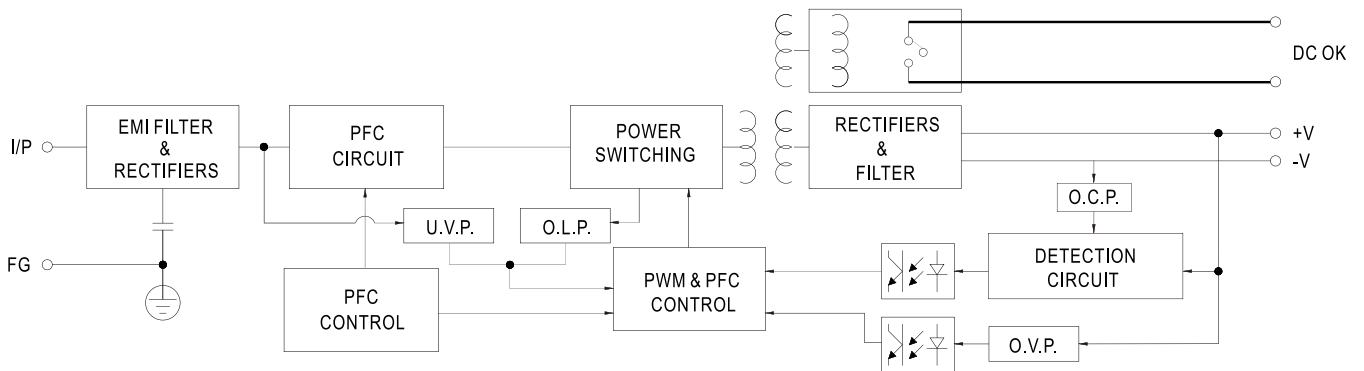 DC OK
I/P
EMI FILTER
&
RECTIFIERS
PFC
CIRCUIT
POWER
SWITCHING
RECTIFIERS
&
FILTER
+V
-V
O.C.P.
U.V.P.
O.L.P.
FG
PFC
CONTROL
PWM & PFC
CONTROL
DETECTION
CIRCUIT
O.V.P.